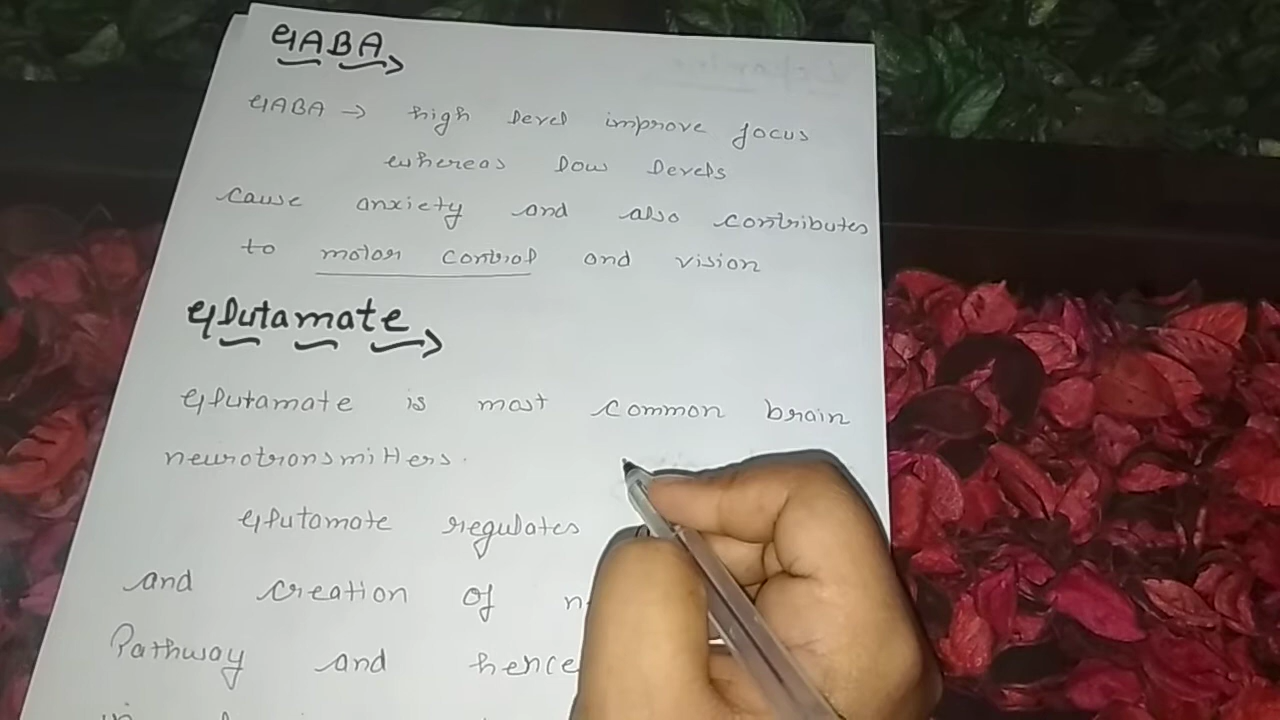 GABA
GABA → high level improve focus
whereas low levels
cause anxiety and also contributes
to motor control and vision
Glutamate
Glutamate is most common brain
neurotransmitters.
Glutamate regulates
and creation of
Pathway and hence
in